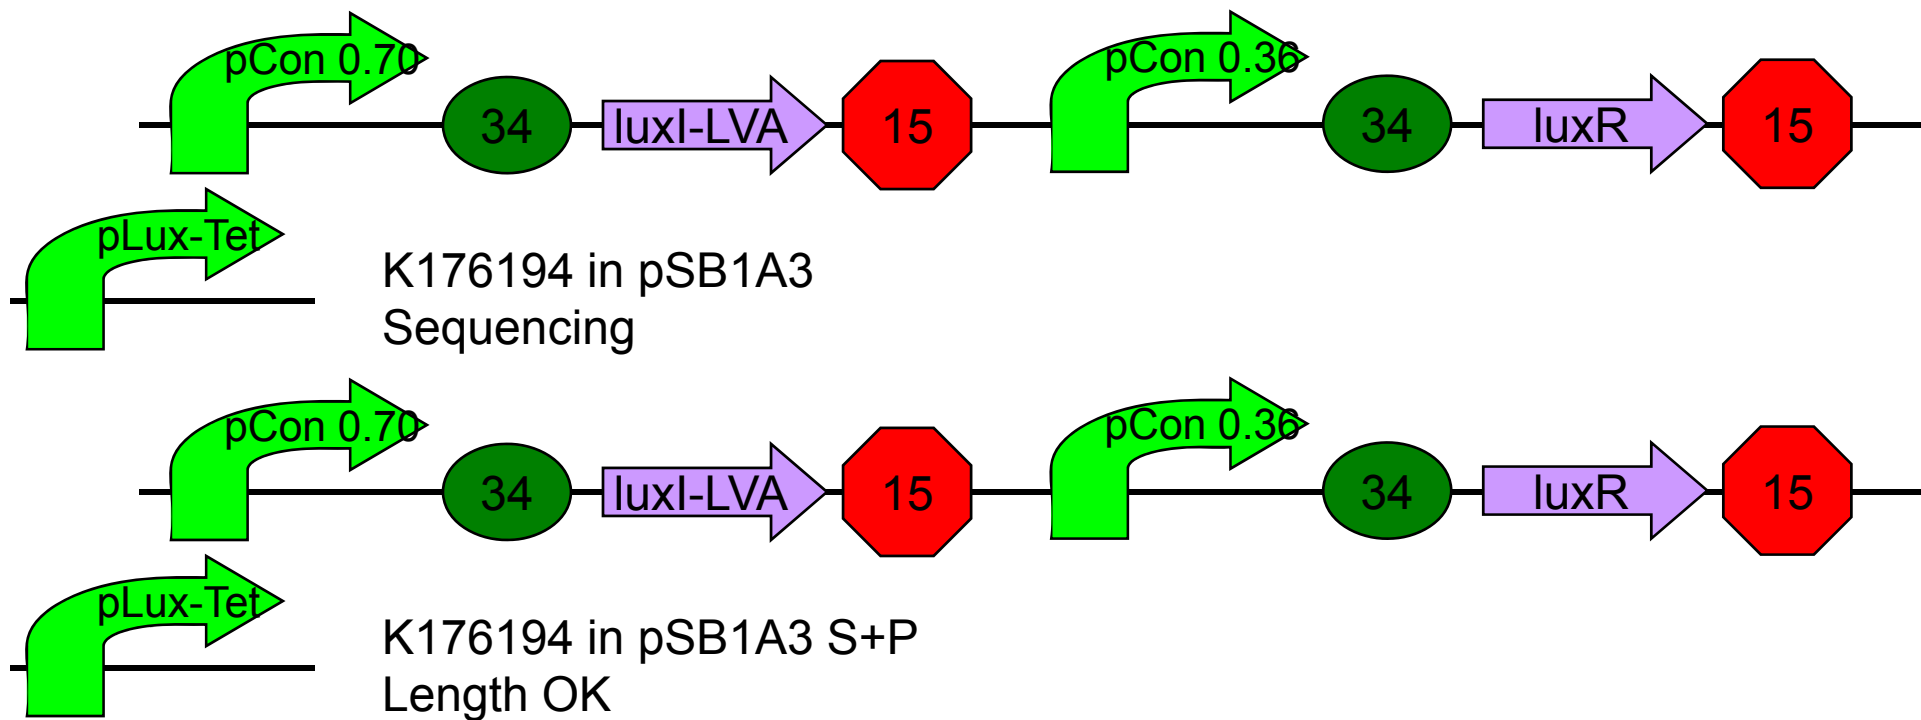 pCon 0.70
34
luxI-LVA
15
pCon 0.36
34
luxR
15
pLux-Tet
K176194 in pSB1A3
Sequencing
pCon 0.70
34
luxI-LVA
15
pCon 0.36
34
luxR
15
pLux-Tet
K176194 in pSB1A3 S+P
Length OK